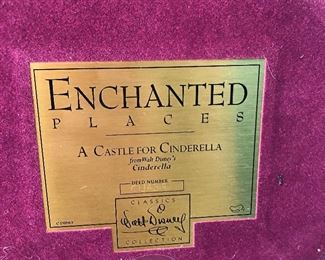 ENCHANTED
PLACES
A CASTLE FOR CINDERELLA
from Walt Disney's
Cinderella
DEED NUMBER
CLASSICS
Walt Disney
COLLECTION